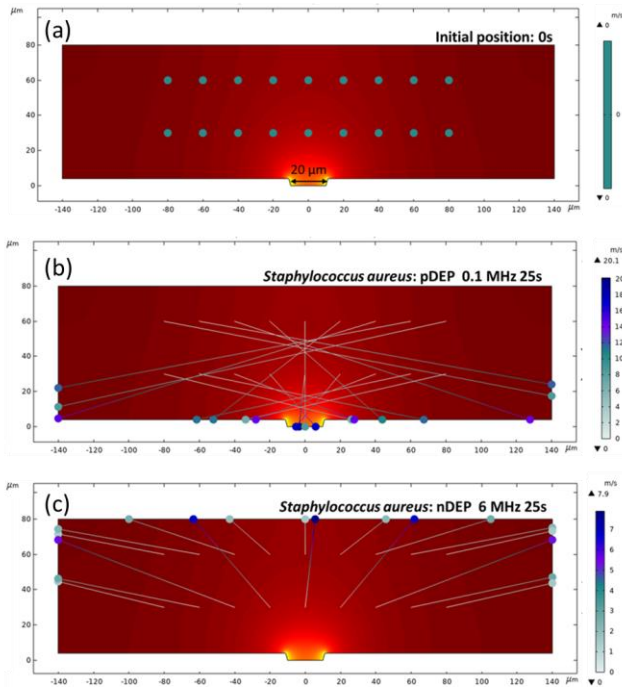 (a)
Initial position: 0s
µm
80
60
40
20
0
20 µm
-140 -120 -100 -80 -60 -40 -20 0 20 40 60 80 100 120 140 µm
m/s
▲ 0
0
▼ 0
(b)
Staphylococcus aureus: pDEP 0.1 MHz 25s
µm
80
60
40
20
0
-140 -120 -100 -80 -60 -40 -20 0 20 40 60 80 100 120 140 µm
m/s
▲ 20.1
20
18
16
14
12
10
8
6
4
2
0
▼ 0
(c)
Staphylococcus aureus: nDEP 6 MHz 25s
µm
80
60
40
20
0
-140 -120 -100 -80 -60 -40 -20 0 20 40 60 80 100 120 140 µm
m/s
▲ 7.9
7
6
5
4
3
2
1
0
▼ 0